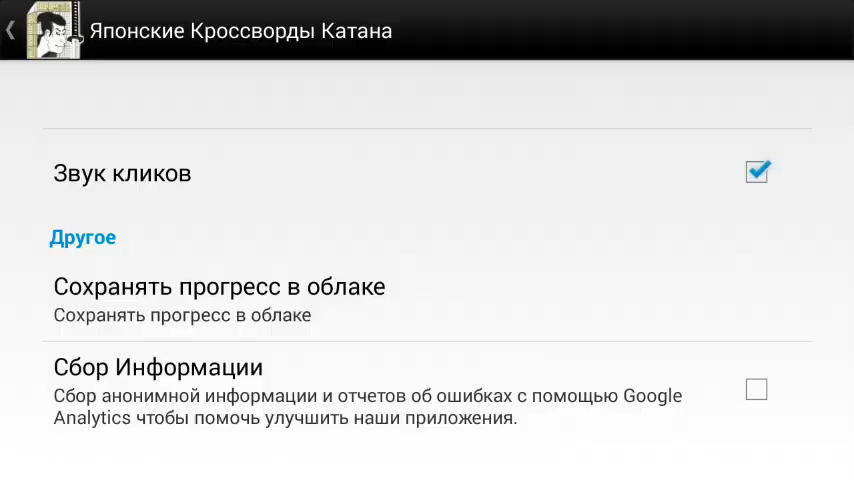 Японские Кроссворды Катана
Звук кликов
Другое
Сохранять прогресс в облаке
Сохранять прогресс в облаке
Сбор Информации
Сбор анонимной информации и отчетов об ошибках с помощью Google
Analytics чтобы помочь улучшить наши приложения.